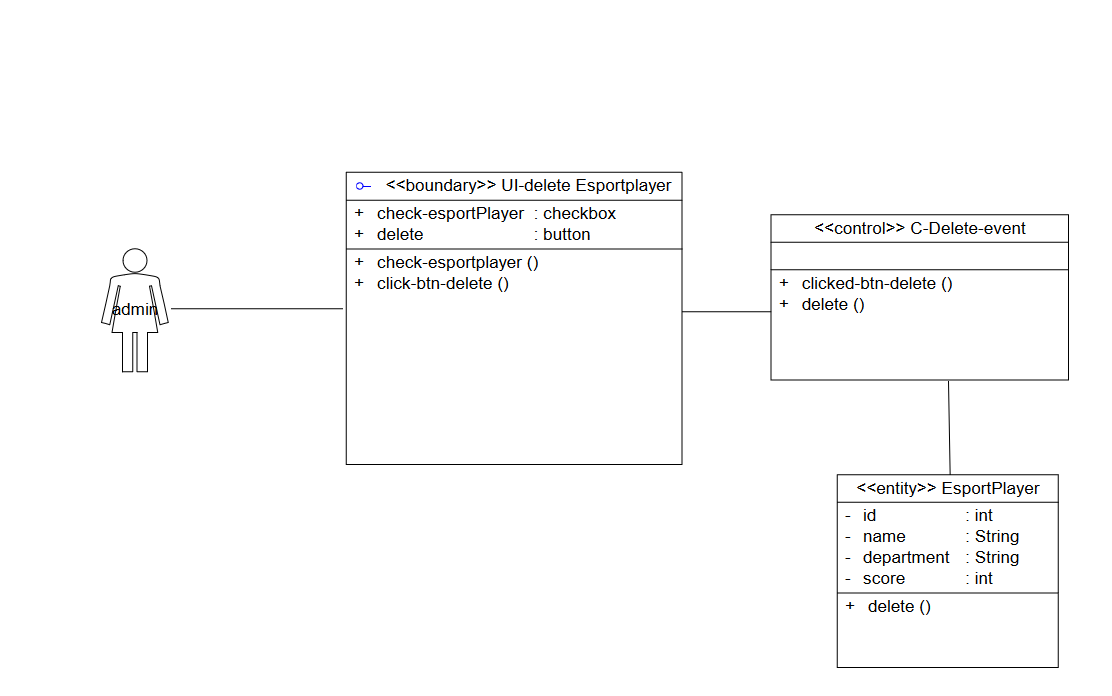 admin
<<boundary>> UI-delete Esportplayer
+ check-esportPlayer : checkbox
+ delete : button
+ check-esportplayer ()
+ click-btn-delete ()
<<control>> C-Delete-event
+ clicked-btn-delete ()
+ delete ()
<<entity>> EsportPlayer
- id : int
- name : String
- department : String
- score : int
+ delete ()